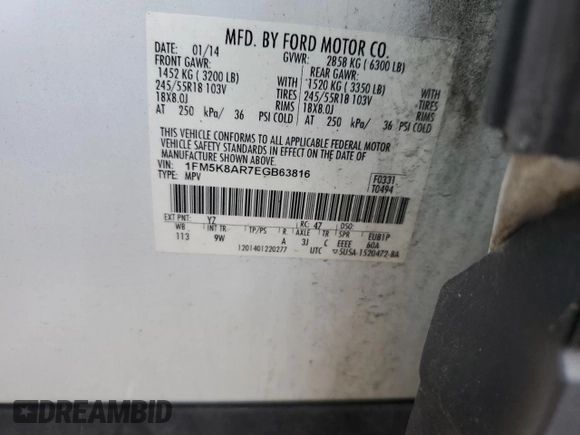 MFD. BY FORD MOTOR CO.
DATE: 01/14 GVWR: 2858 KG ( 6300 LB)
FRONT GAWR: REAR GAWR:
1452 KG ( 3200 LB) WITH 1520 KG ( 3350 LB) WITH
245/55R18 103V TIRES 245/55R18 103V TIRES
18X8.0J RIMS 18X8.0J RIMS
AT 250 kPa/ 36 PSI COLD AT 250 kPa/ 36 PSI COLD
THIS VEHICLE CONFORMS TO ALL APPLICABLE FEDERAL MOTOR
VEHICLE SAFETY STANDARDS IN EFFECT ON THE DATE OF
MANUFACTURE SHOWN ABOVE.
VIN: 1FM5K8AR7EGB63816 F0331
TYPE: MPV T0494
EXT PNT: YZ RC: 47 DSO:
WB INT TR TP R AXLE TR SPR EUB1P
113 9W A 3J C EEEE 60A
1201401220277 UTC 5U5A-1520472-BA
DREAMBID